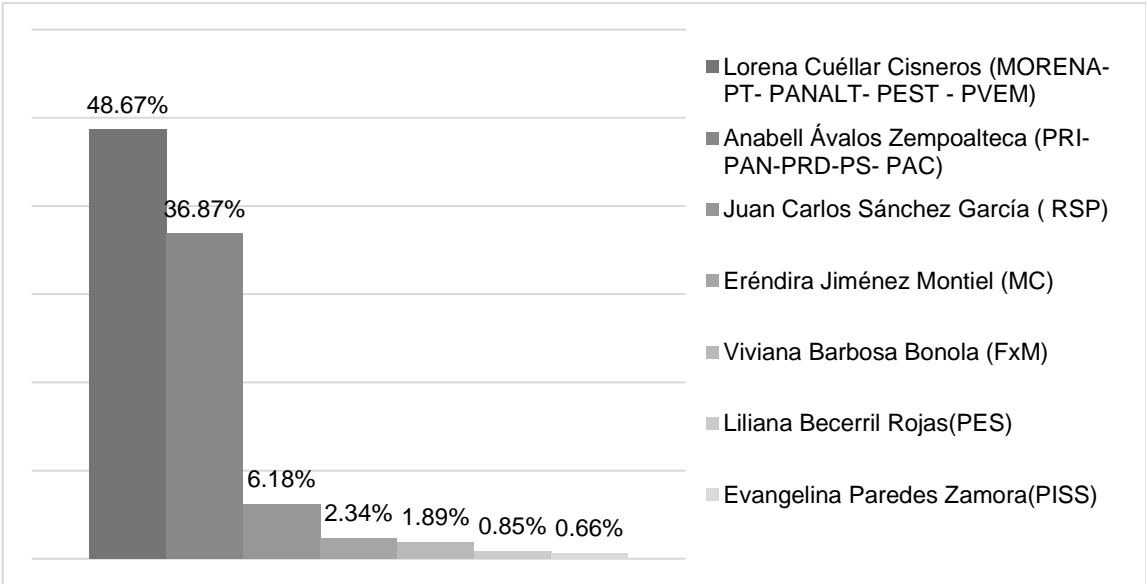 48.67%
36.87%
6.18%
2.34%
1.89%
0.85%
0.66%
Lorena Cuéllar Cisneros (MORENA-
PT- PANALT- PEST - PVEM)
Anabell Ávalos Zempoalteca (PRI-
PAN-PRD-PS- PAC)
Juan Carlos Sánchez García ( RSP)
Eréndira Jiménez Montiel (MC)
Viviana Barbosa Bonola (FxM)
Liliana Becerril Rojas(PES)
Evangelina Paredes Zamora(PISS)